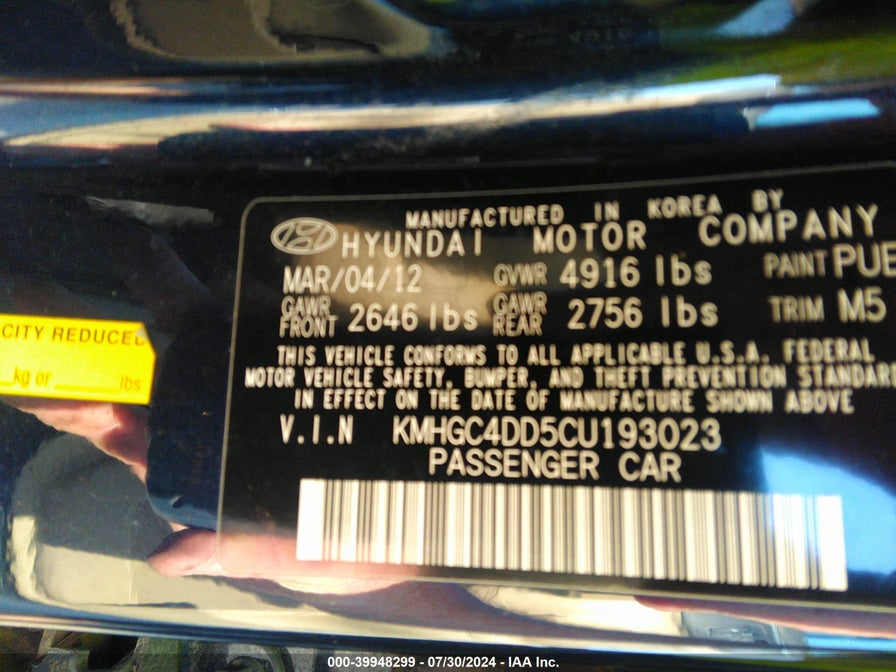 MANUFACTURED IN KOREA BY
HYUNDAI MOTOR COMPANY
MAR/04/12 GVWR 4916 lbs PAINT PUE
GAWR FRONT 2646 lbs GAWR REAR 2756 lbs TRIM M5
THIS VEHICLE CONFORMS TO ALL APPLICABLE U.S.A. FEDERAL
MOTOR VEHICLE SAFETY, BUMPER, AND THEFT PREVENTION STANDAR
IN EFFECT ON THE DATE OF MANUFACTURE SHOWN ABOVE
V.I.N KMHGC4DD5CU193023
PASSENGER CAR
CITY REDUCED
kg or lbs
000-39948299 - 07/30/2024 - IAA Inc.